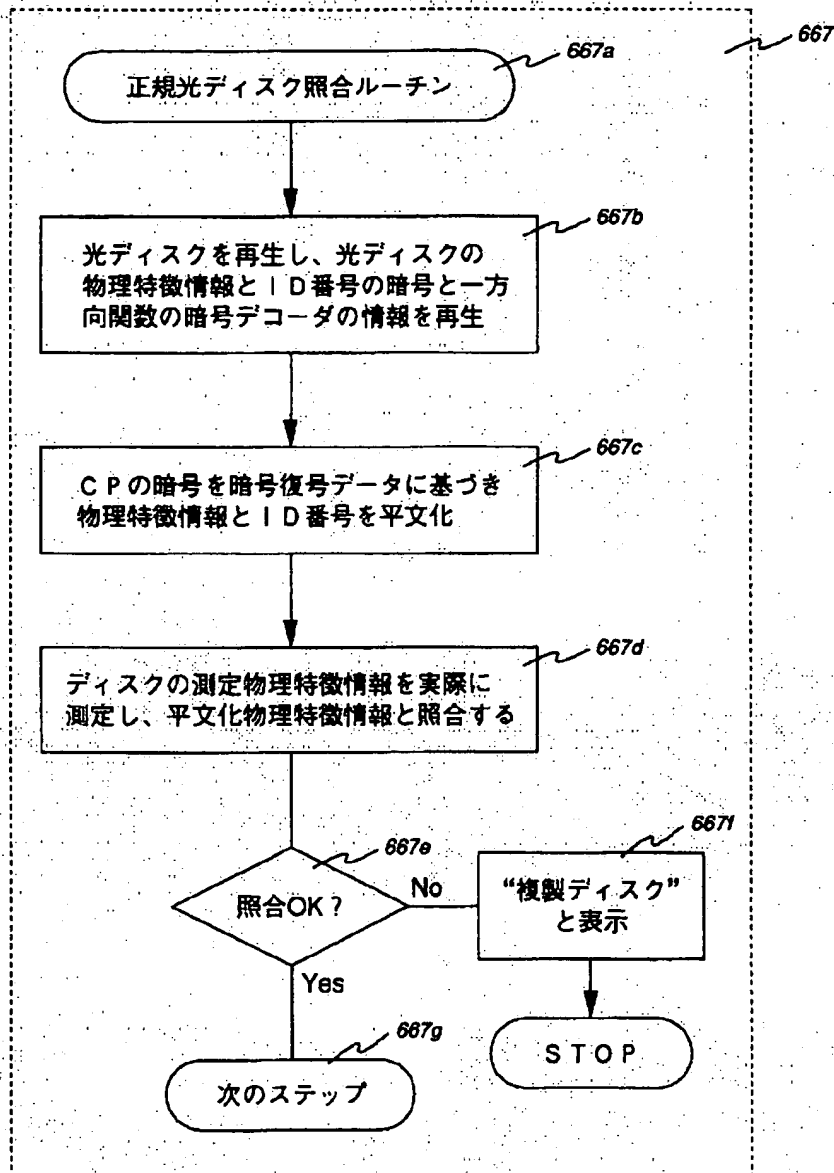 667
667a
正規光ディスク照合ルーチン
667b
光ディスクを再生し、光ディスクの
物理特徴情報とID番号の暗号と一方
向関数の暗号デコーダの情報を再生
667c
CPの暗号を暗号復号データに基づき
物理特徴情報とID番号を平文化
667d
ディスクの測定物理特徴情報を実際に
測定し、平文化物理特徴情報と照合する
667e
照合OK?
No
667f
“複製ディスク”
と表示
Yes
667g
次のステップ
STOP